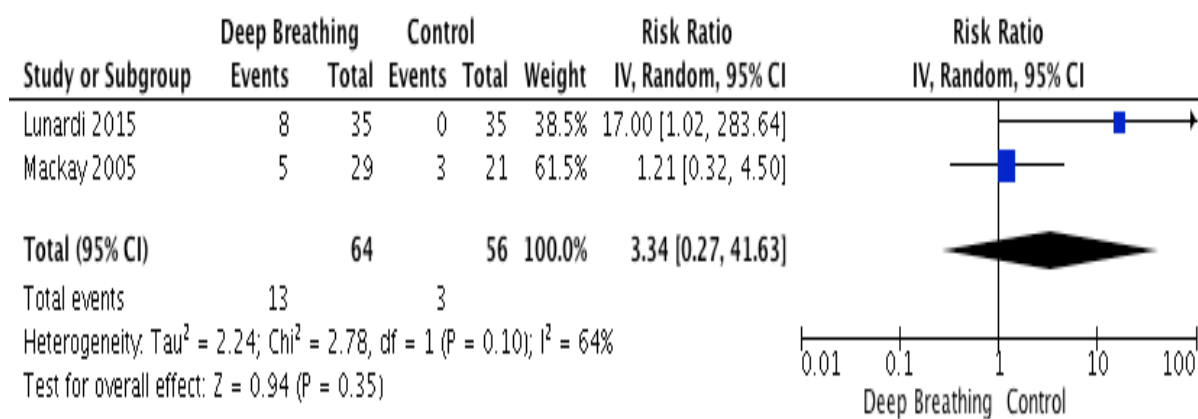 Deep Breathing Control Risk Ratio Risk Ratio
Study or Subgroup Events Total Events Total Weight IV, Random, 95% CI IV, Random, 95% CI
Lunardi 2015 8 35 0 35 38.5% 17.00 [1.02, 283.64]
Mackay 2005 5 29 3 21 61.5% 1.21 [0.32, 4.50]
Total (95% CI) 64 56 100.0% 3.34 [0.27, 41.63]
Total events 13 3
Heterogeneity: Tau² = 2.24; Chi² = 2.78, df = 1 (P = 0.10); I² = 64%
Test for overall effect: Z = 0.94 (P = 0.35)
0.01 0.1 1 10 100
Deep Breathing Control